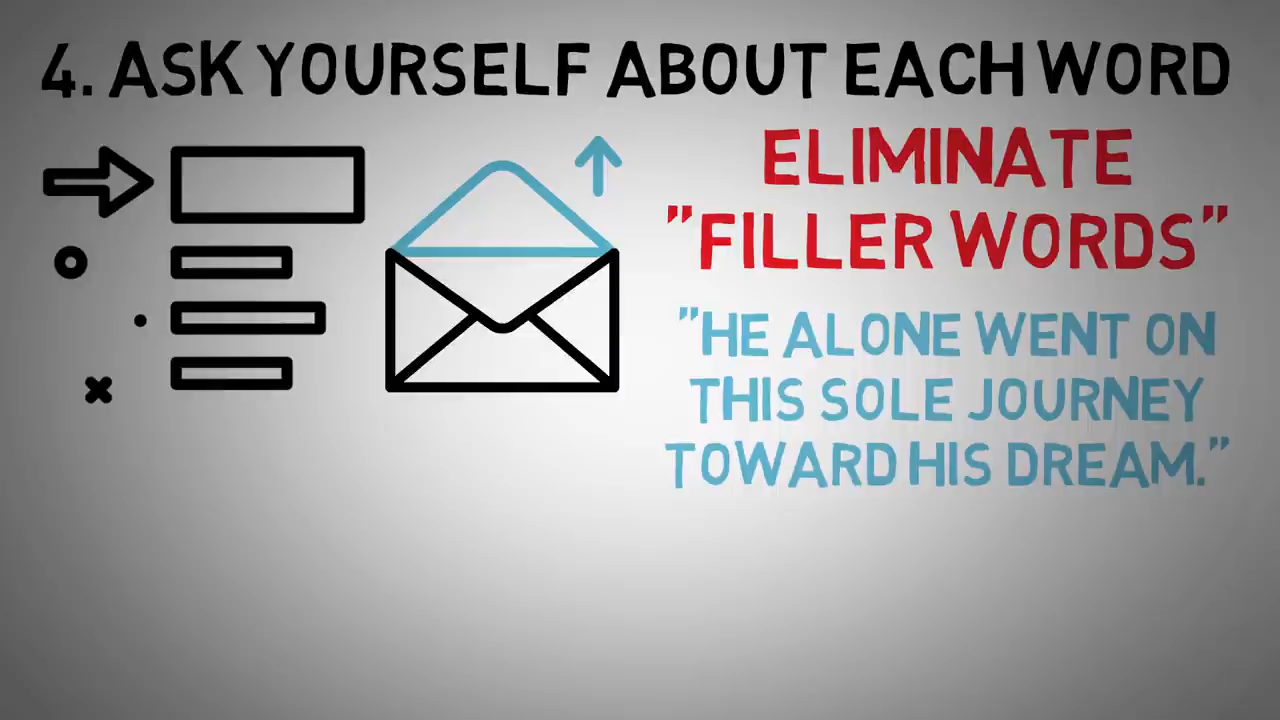 4. ASK YOURSELF ABOUT EACH WORD
ELIMINATE
"FILLER WORDS"
"HE ALONE WENT ON
THIS SOLE JOURNEY
TOWARD HIS DREAM."